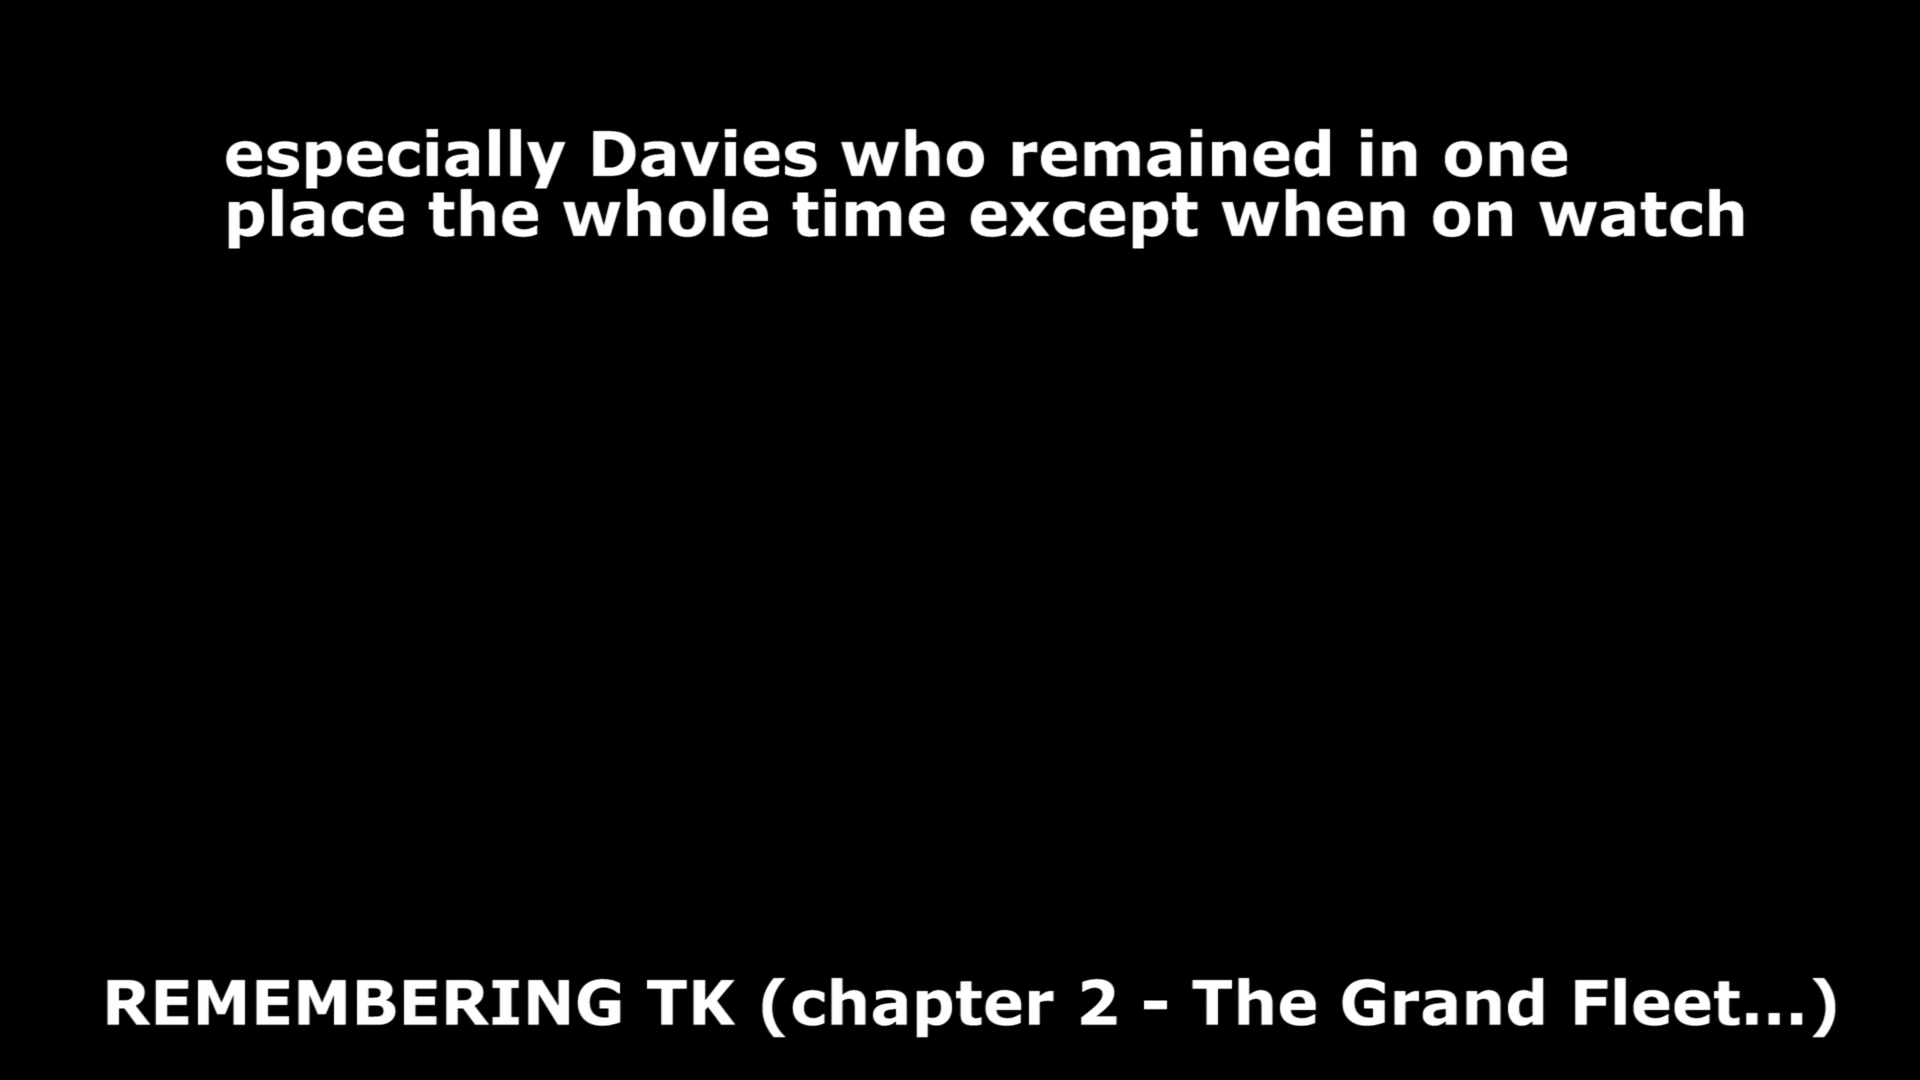 especially Davies who remained in one
place the whole time except when on watch
REMEMBERING TK (chapter 2 - The Grand Fleet...)